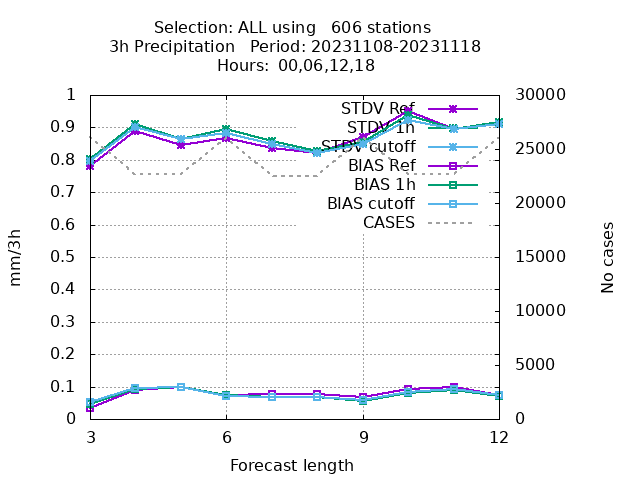 Selection: ALL using   606 stations
3h Precipitation   Period: 20231108-20231118
Hours:  00,06,12,18
1
0.9
0.8
0.7
0.6
0.5
0.4
0.3
0.2
0.1
0
mm/3h
30000
25000
20000
15000
10000
5000
0
No cases
STDV Ref
STDV 1h
STDV cutoff
BIAS Ref
BIAS 1h
BIAS cutoff
CASES
3 6 9 12
Forecast length